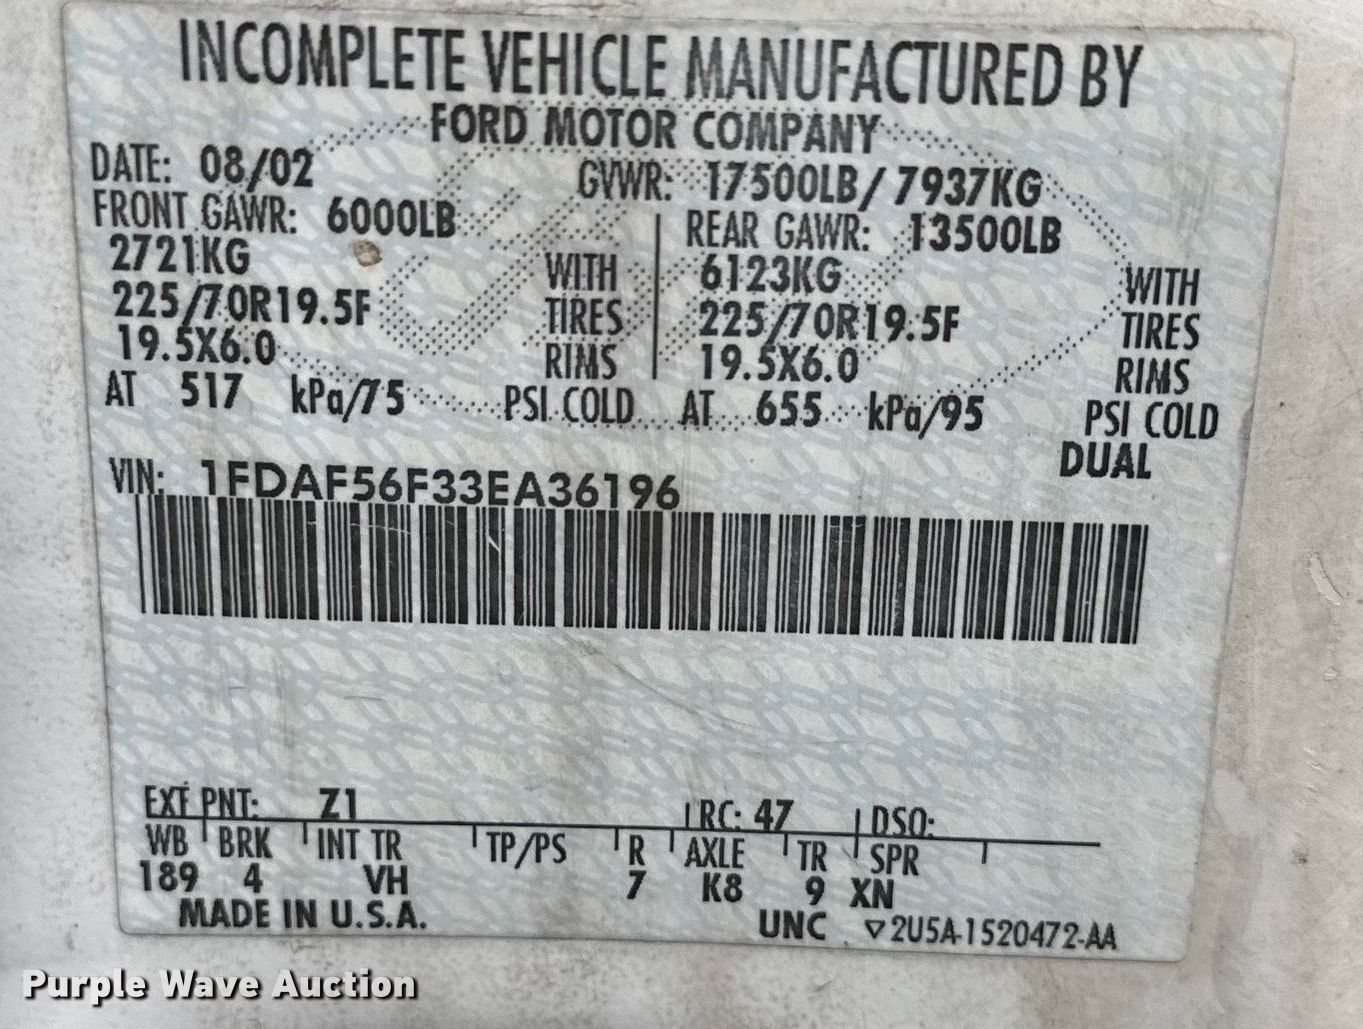 INCOMPLETE VEHICLE MANUFACTURED BY
FORD MOTOR COMPANY
DATE: 08/02 GVWR: 17500LB/ 7937KG
FRONT GAWR: 6000LB REAR GAWR: 13500LB
2721KG WITH 6123KG WITH
225/70R19.5F TIRES 225/70R19.5F TIRES
19.5X6.0 RIMS 19.5X6.0 RIMS
AT 517 kPa/75 PSI COLD AT 655 kPa/95 PSI COLD
DUAL
VIN: 1FDAF56F33EA36196
EXT PNT: Z1 RC: 47 DSO:
WB BRK INT TR TP/PS R AXLE TR SPR
189 4 VH 7 K8 9 XN
MADE IN U.S.A. UNC ▽2U5A-1520472-AA
Purple Wave Auction